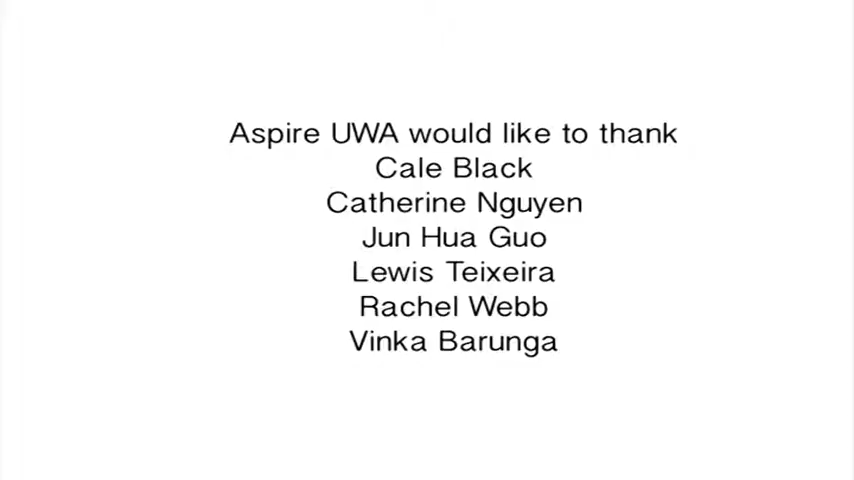 Aspire UWA would like to thank
Cale Black
Catherine Nguyen
Jun Hua Guo
Lewis Teixeira
Rachel Webb
Vinka Barunga